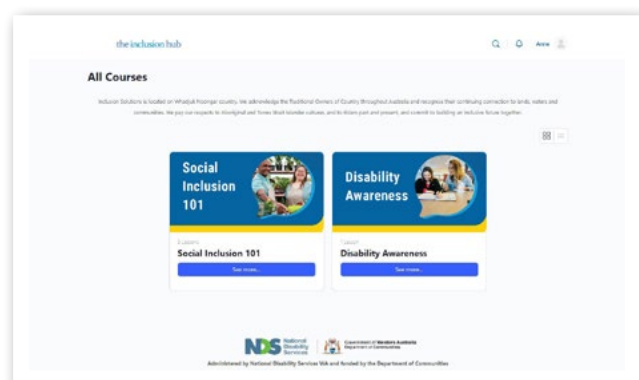 the inclusion hub
Anne
All Courses
Inclusion Solutions is located on Whadjuk Noongar country. We acknowledge the Traditional Owners of Country throughout Australia and recognise their continuing connection to lands, waters and
communities. We pay our respects to Aboriginal and Torres Strait Islander cultures, and to Elders past and present, and commit to building an inclusive future together.
Social
Inclusion
101
Disability
Awareness
Social Inclusion 101
Disability Awareness
See more...
See more...
NDS National
Disability
Services
Government of Western Australia
Department of Communities
Administered by National Disability Services WA and funded by the Department of Communities